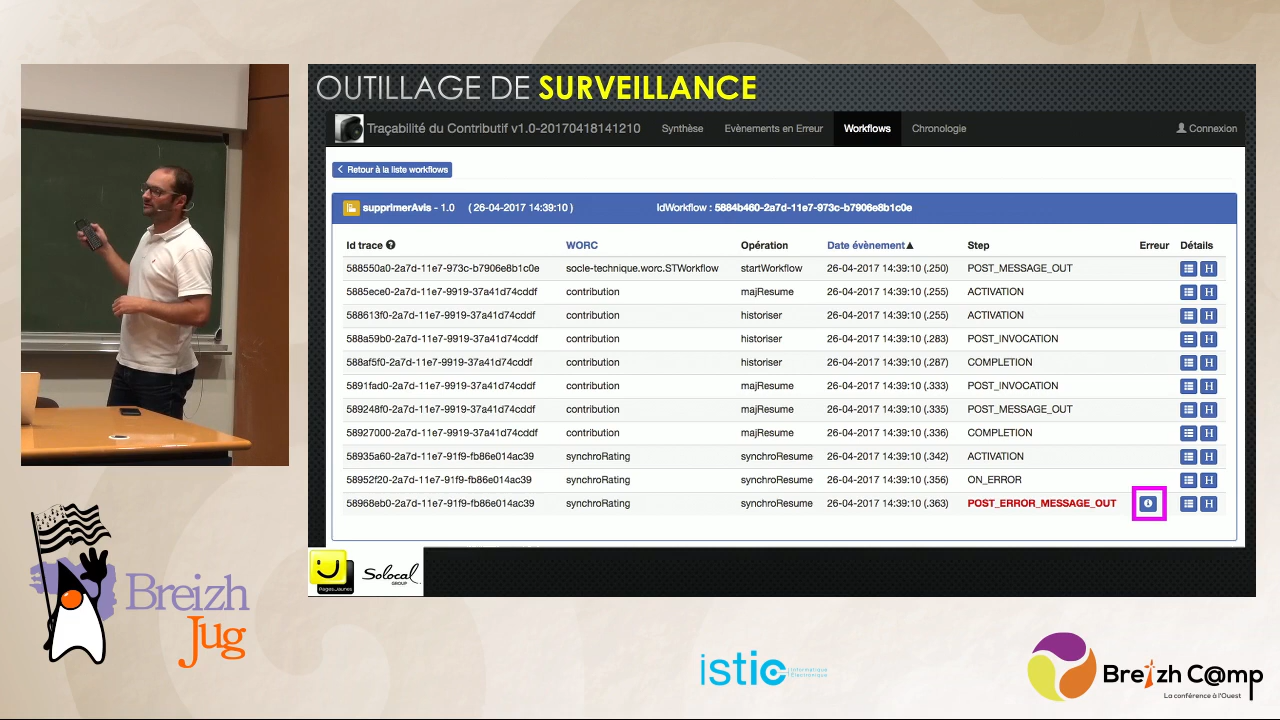 OUTILLAGE DE SURVEILLANCE
Traçabilité du Contributif v1.0-20170418141210 Synthèse Evènements en Erreur Workflows Chronologie Connexion
Retour à la liste workflows
supprimerAvis - 1.0 (26-04-2017 14:39:10 ) IdWorkflow : 5884b460-2a7d-11e7-973c-b7906e8b1c0e
Id trace WORC Opération Date évènement Step Erreur Détails
588550a0-2a7d-11e7-973c-b7906e8b1c0e socle-technique.worc.STWorkflow startWorkflow 26-04-2017 14:39:10 (.250) POST_MESSAGE_OUT H
5885ece0-2a7d-11e7-9919-37a41d74cddf contribution majResume 26-04-2017 14:39:10 (.255) ACTIVATION H
588613f0-2a7d-11e7-9919-37a41d74cddf contribution historiser 26-04-2017 14:39:10 (.255) ACTIVATION H
588a59b0-2a7d-11e7-9919-37a41d74cddf contribution historiser 26-04-2017 14:39:10 (.283) POST_INVOCATION H
588af5f0-2a7d-11e7-9919-37a41d74cddf contribution historiser 26-04-2017 14:39:10 (.287) COMPLETION H
5891fad0-2a7d-11e7-9919-37a41d74cddf contribution majResume 26-04-2017 14:39:10 (.333) POST_INVOCATION H
589248f0-2a7d-11e7-9919-37a41d74cddf contribution majResume 26-04-2017 14:39:10 (.335) POST_MESSAGE_OUT H
58927000-2a7d-11e7-9919-37a41d74cddf contribution majResume 26-04-2017 14:39:10 (.336) COMPLETION H
58935a60-2a7d-11e7-91f9-fb86e014ac39 synchroRating synchroResume 26-04-2017 14:39:10 (.342) ACTIVATION H
58952f20-2a7d-11e7-91f9-fb86e014ac39 synchroRating synchroResume 26-04-2017 14:39:10 (.356) ON_ERROR H
58968eb0-2a7d-11e7-91f9-fb86e014ac39 synchroRating synchroResume 26-04-2017 14:39:10 (.363) POST_ERROR_MESSAGE_OUT H
PagesJaunes Solocal
GROUP
Breizh
Jug
istic Informatique
Électronique
Breizh C@mp
La conférence à l'Ouest